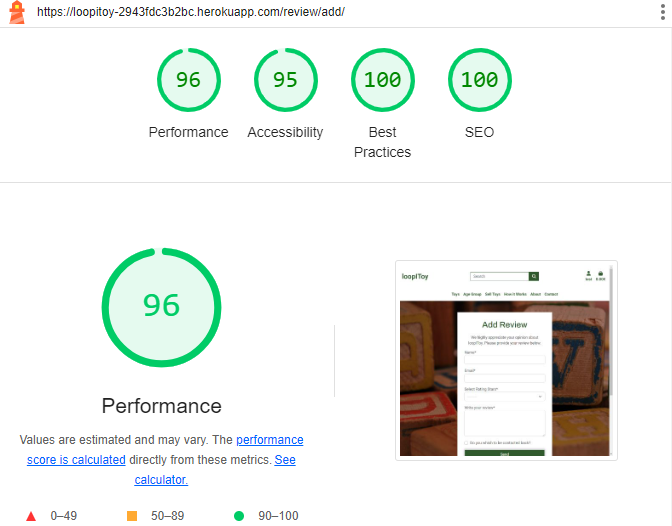 https://loopitoy-2943fdc3b2bc.herokuapp.com/review/add/
96
95
100
100
Performance
Accessibility
Best
Practices
SEO
96
Performance
Values are estimated and may vary. The performance
score is calculated directly from these metrics. See
calculator.
0–49
50–89
90–100
loopIToy
Search
Toys Age Group Sell Toys How It Works About Contact
Add Review
We highly appreciate your opinion about
loopIToy. Please provide your review below.
Name*
Email*
Select Rating Stars*
Write your review*
Do you wish to be contacted back?
Send